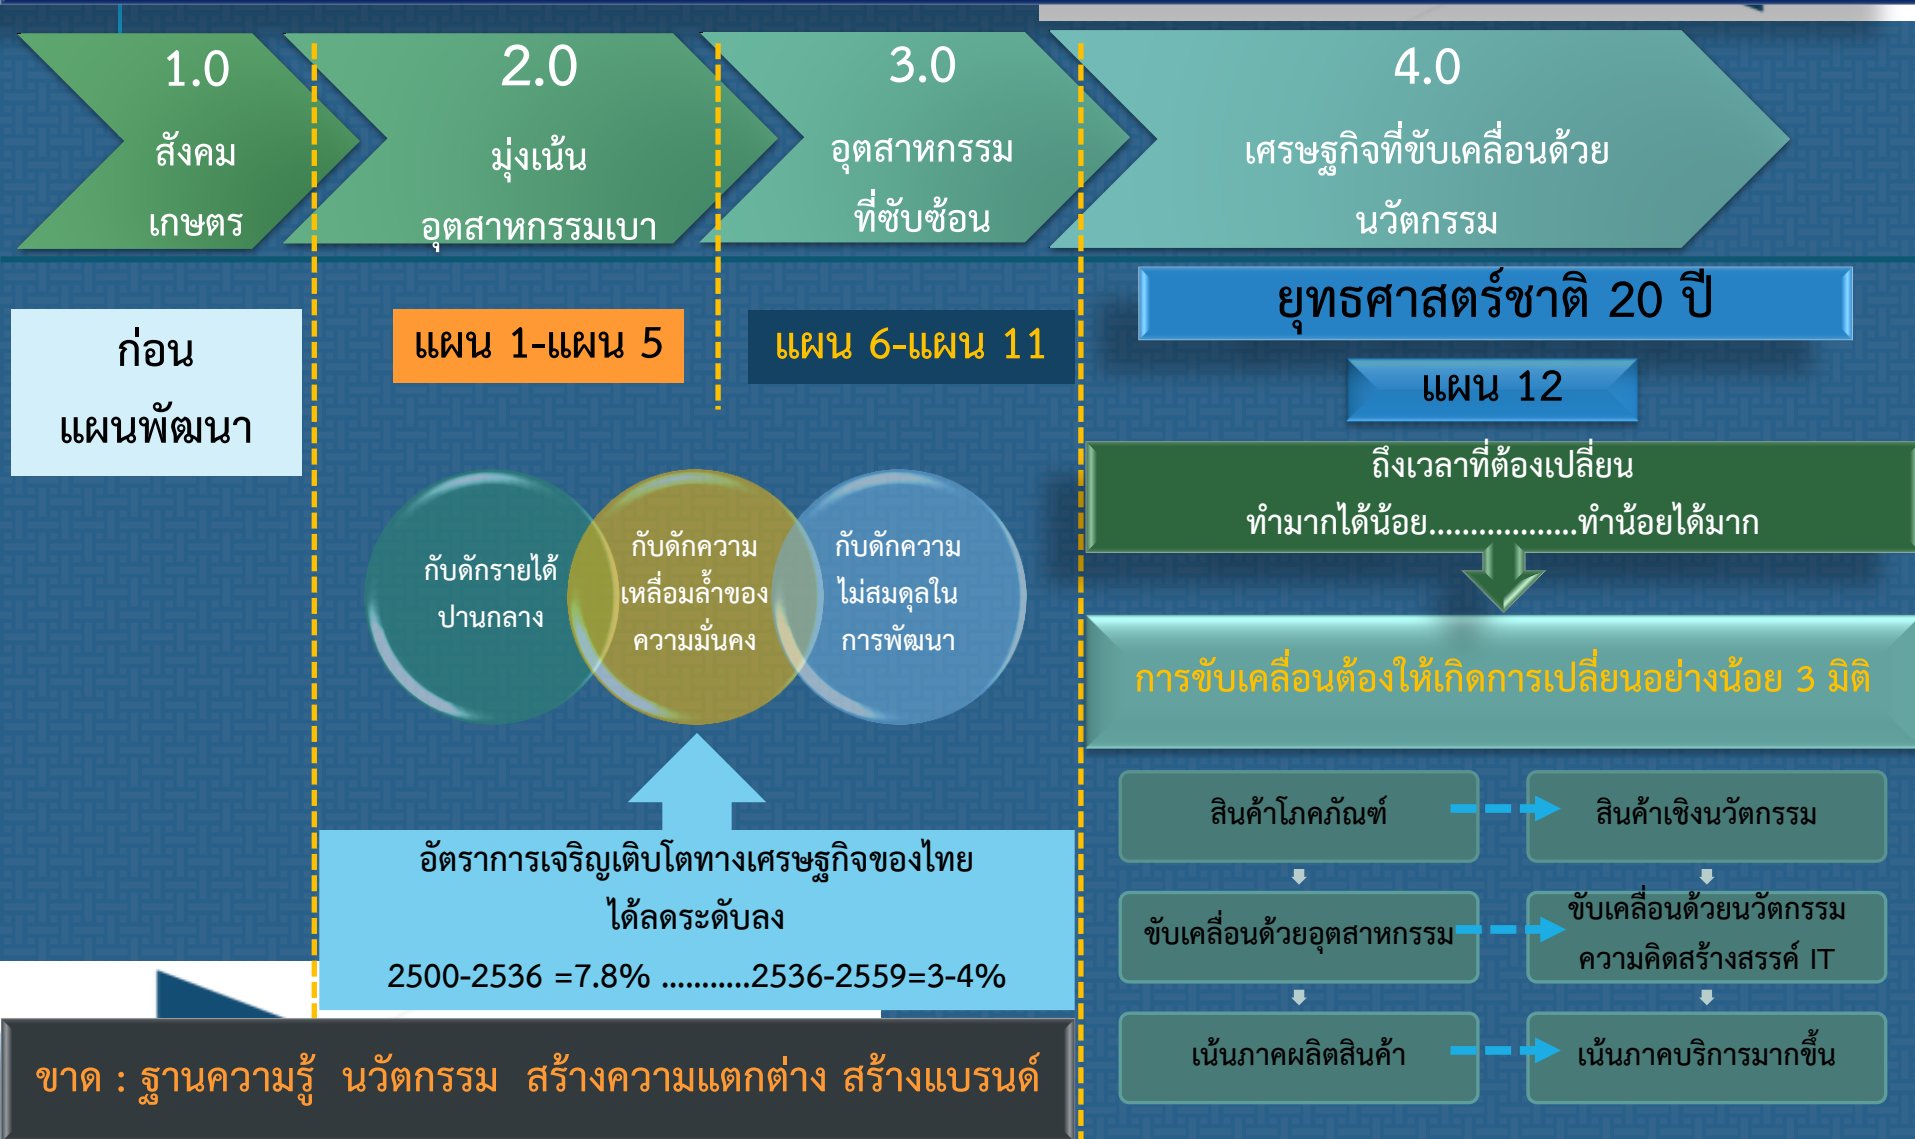 1.0
สังคม
เกษตร
2.0
มุ่งเน้น
อุตสาหกรรมเบา
3.0
อุตสาหกรรม
ที่ซับซ้อน
4.0
เศรษฐกิจที่ขับเคลื่อนด้วย
นวัตกรรม
ก่อน
แผนพัฒนา
แผน 1-แผน 5
แผน 6-แผน 11
กับดักรายได้
ปานกลาง
กับดักความ
เหลื่อมล้ำของ
ความมั่นคง
กับดักความ
ไม่สมดุลใน
การพัฒนา
อัตราการเจริญเติบโตทางเศรษฐกิจของไทย
ได้ลดระดับลง
2500-2536 =7.8% ...........2536-2559=3-4%
ขาด : ฐานความรู้ นวัตกรรม สร้างความแตกต่าง สร้างแบรนด์
ยุทธศาสตร์ชาติ 20 ปี
แผน 12
ถึงเวลาที่ต้องเปลี่ยน
ทำมากได้น้อย..................ทำน้อยได้มาก
การขับเคลื่อนต้องให้เกิดการเปลี่ยนอย่างน้อย 3 มิติ
สินค้าโภคภัณฑ์
สินค้าเชิงนวัตกรรม
ขับเคลื่อนด้วยอุตสาหกรรม
ขับเคลื่อนด้วยนวัตกรรม
ความคิดสร้างสรรค์ IT
เน้นภาคผลิตสินค้า
เน้นภาคบริการมากขึ้น